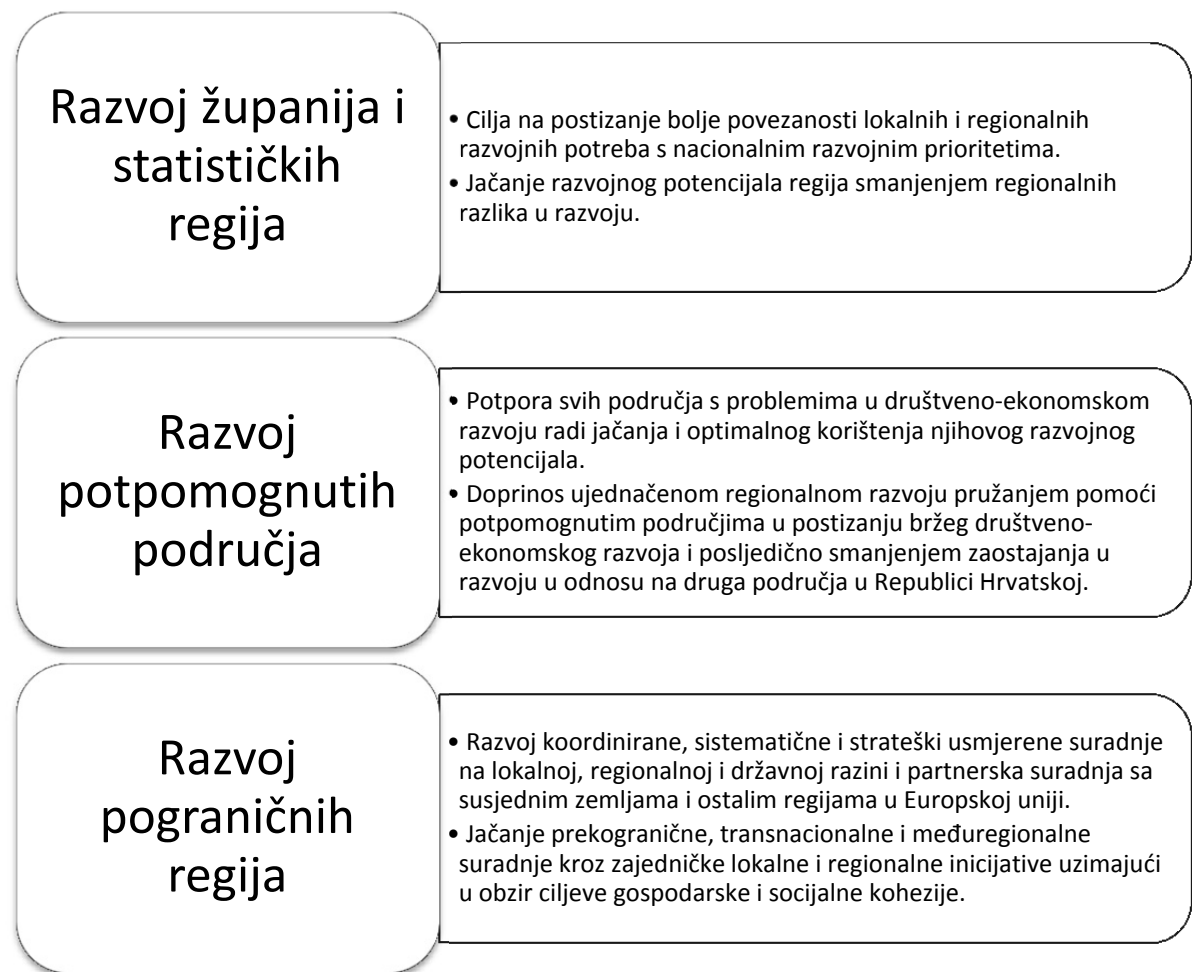 Razvoj županija i
statističkih
regija
• Cilja na postizanje bolje povezanosti lokalnih i regionalnih
razvojnih potreba s nacionalnim razvojnim prioritetima.
• Jačanje razvojnog potencijala regija smanjenjem regionalnih
razlika u razvoju.
Razvoj
potpomognutih
područja
• Potpora svih područja s problemima u društveno-ekonomskom
razvoju radi jačanja i optimalnog korištenja njihovog razvojnog
potencijala.
• Doprinos ujednačenom regionalnom razvoju pružanjem pomoći
potpomognutim područjima u postizanju bržeg društveno-
ekonomskog razvoja i posljedično smanjenjem zaostajanja u
razvoju u odnosu na druga područja u Republici Hrvatskoj.
Razvoj
pograničnih
regija
• Razvoj koordinirane, sistematične i strateški usmjerene suradnje
na lokalnoj, regionalnoj i državnoj razini i partnerska suradnja sa
susjednim zemljama i ostalim regijama u Europskoj uniji.
• Jačanje prekogranične, transnacionalne i međuregionalne
suradnje kroz zajedničke lokalne i regionalne inicijative uzimajući
u obzir ciljeve gospodarske i socijalne kohezije.